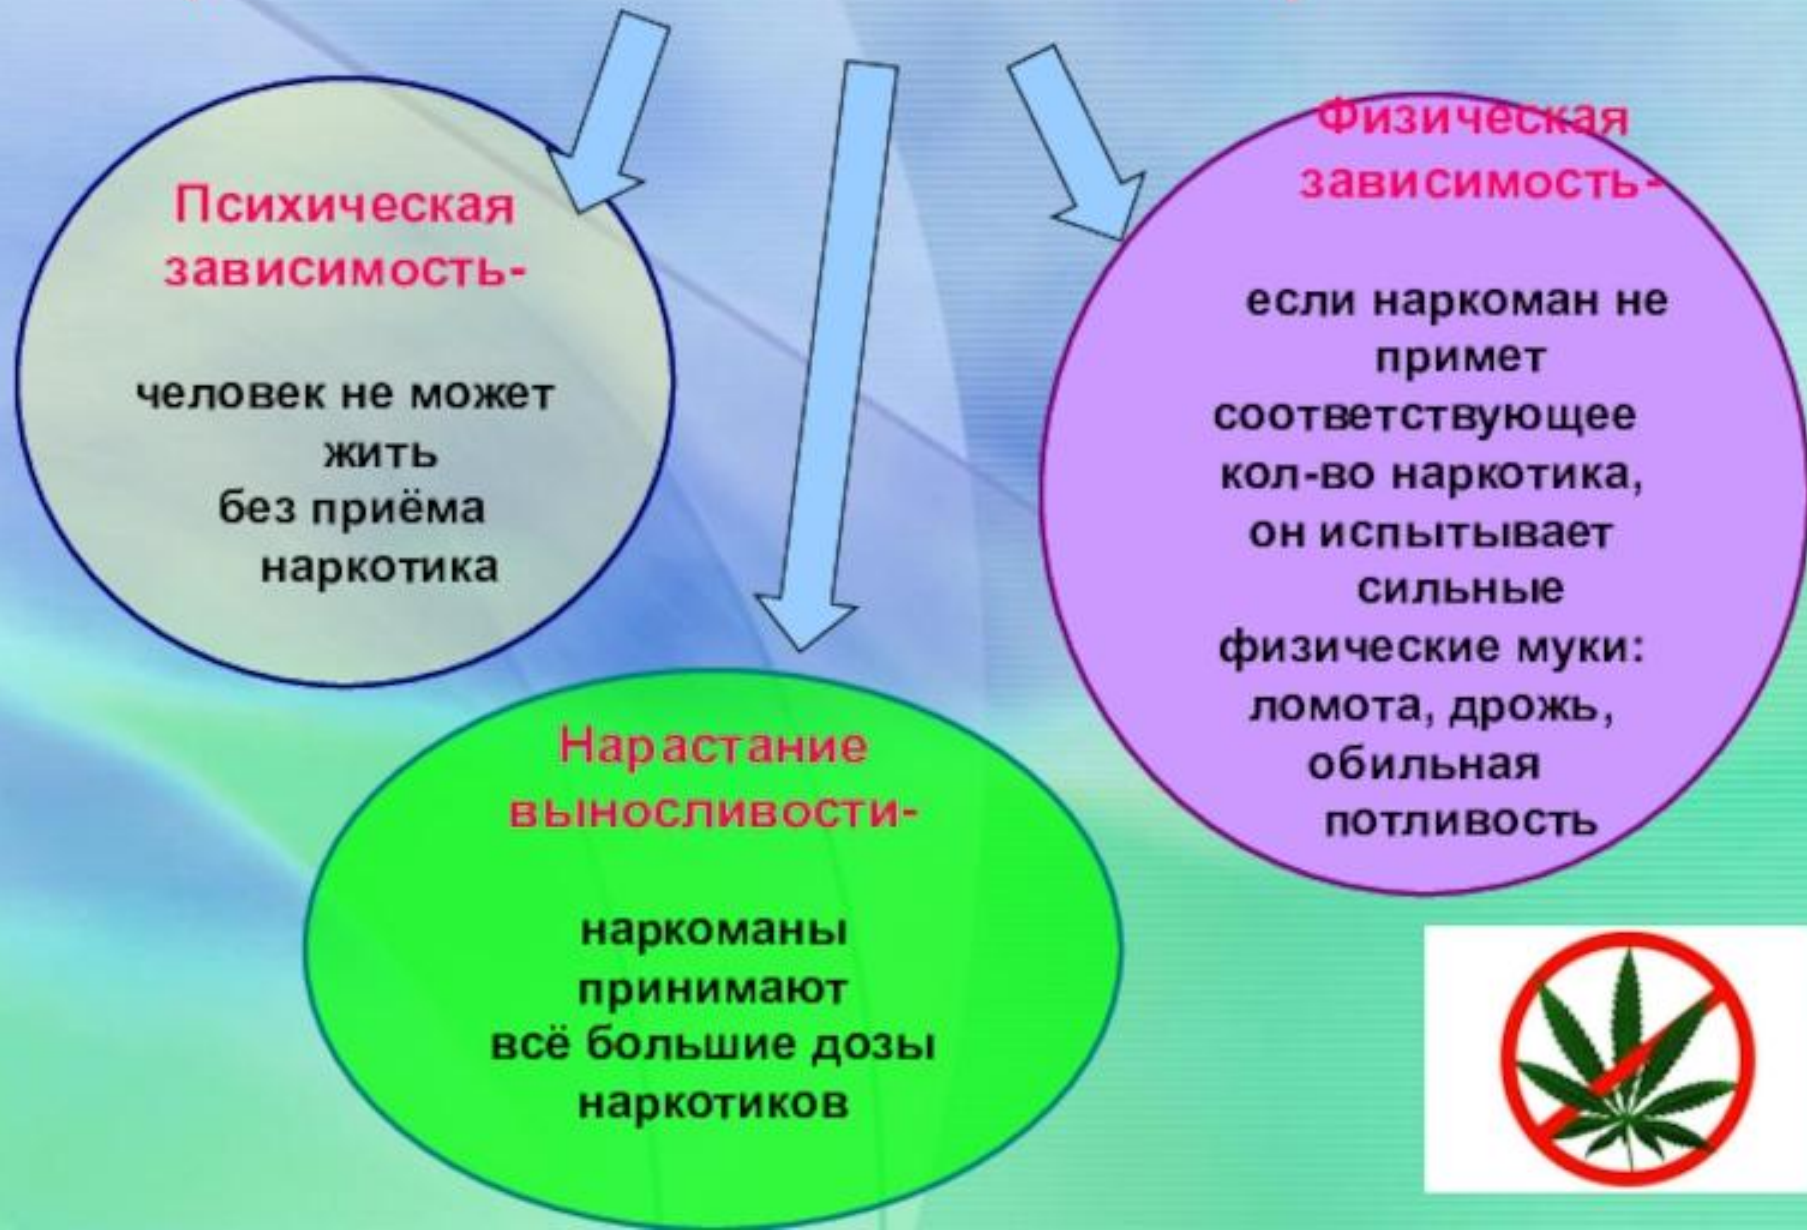 Психическая
зависимость-
человек не может
жить
без приёма
наркотика
Нарастание
выносливости-
наркоманы
принимают
всё большие дозы
наркотиков
Физическая
зависимость-
если наркоман не
примет
соответствующее
кол-во наркотика,
он испытывает
сильные
физические муки:
ломота, дрожь,
обильная
потливость